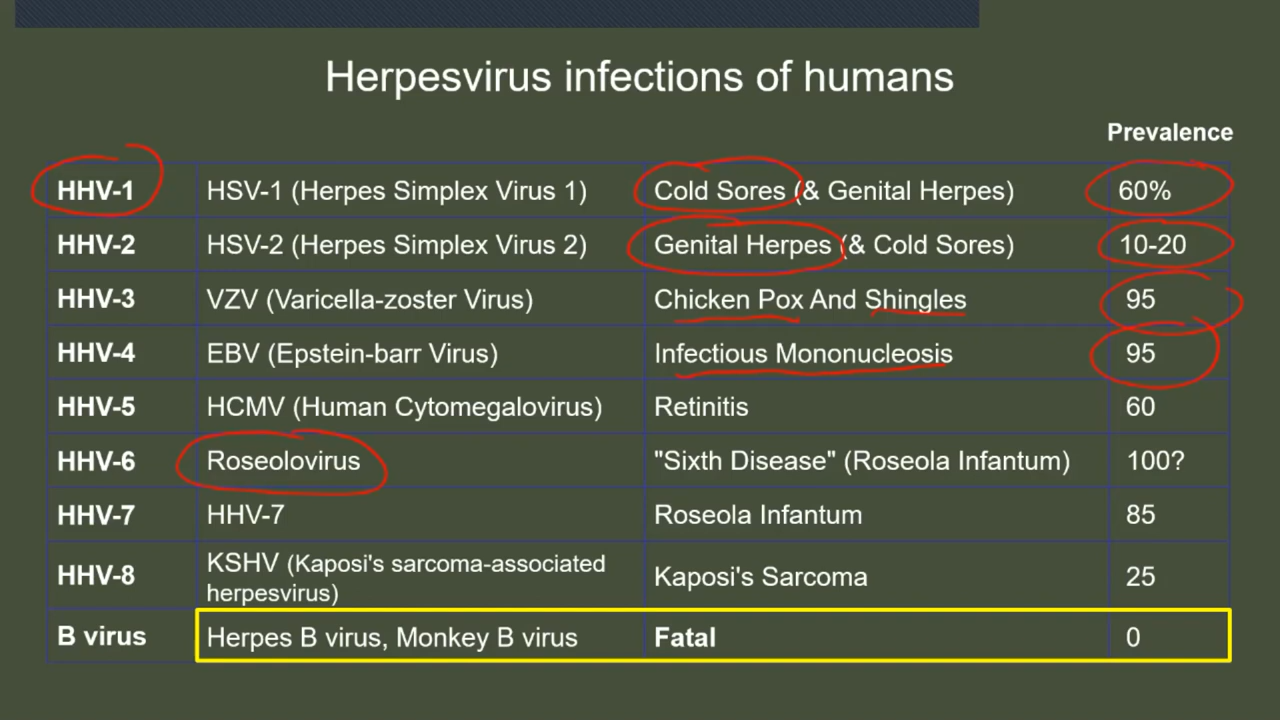 Herpesvirus infections of humans
Prevalence
HHV-1 HSV-1 (Herpes Simplex Virus 1) Cold Sores (& Genital Herpes) 60%
HHV-2 HSV-2 (Herpes Simplex Virus 2) Genital Herpes (& Cold Sores) 10-20
HHV-3 VZV (Varicella-zoster Virus) Chicken Pox And Shingles 95
HHV-4 EBV (Epstein-barr Virus) Infectious Mononucleosis 95
HHV-5 HCMV (Human Cytomegalovirus) Retinitis 60
HHV-6 Roseolovirus "Sixth Disease" (Roseola Infantum) 100?
HHV-7 HHV-7 Roseola Infantum 85
HHV-8 KSHV (Kaposi's sarcoma-associated
herpesvirus) Kaposi's Sarcoma 25
B virus Herpes B virus, Monkey B virus Fatal 0